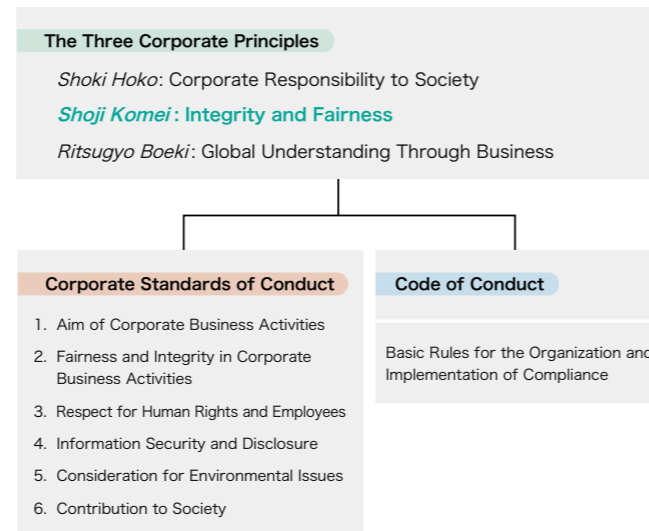 The Three Corporate Principles
Shoki Hoko: Corporate Responsibility to Society
Shoji Komei: Integrity and Fairness
Ritsugyo Boeki: Global Understanding Through Business
Corporate Standards of Conduct
1. Aim of Corporate Business Activities
2. Fairness and Integrity in Corporate
Business Activities
3. Respect for Human Rights and Employees
4. Information Security and Disclosure
5. Consideration for Environmental Issues
6. Contribution to Society
Code of Conduct
Basic Rules for the Organization and
Implementation of Compliance